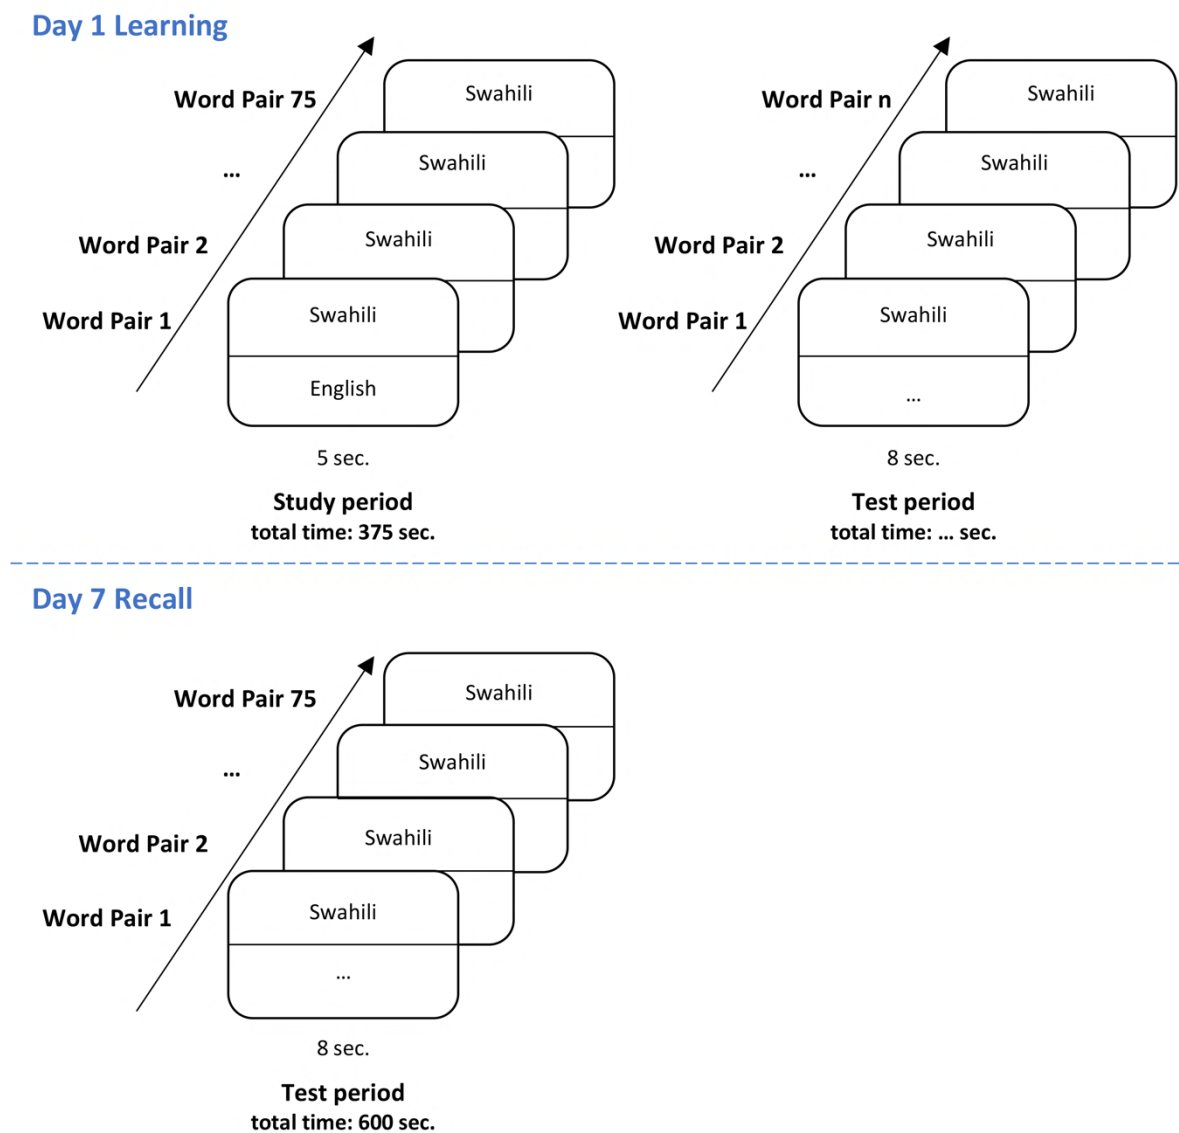 Day 1 Learning
Word Pair 75
Swahili
...
Swahili
Word Pair 2
Swahili
Word Pair 1
Swahili
English
5 sec.
Study period
total time: 375 sec.
Word Pair n
Swahili
...
Swahili
Word Pair 2
Swahili
Word Pair 1
Swahili
...
8 sec.
Test period
total time: ... sec.
Day 7 Recall
Word Pair 75
Swahili
...
Swahili
Word Pair 2
Swahili
Word Pair 1
Swahili
...
8 sec.
Test period
total time: 600 sec.